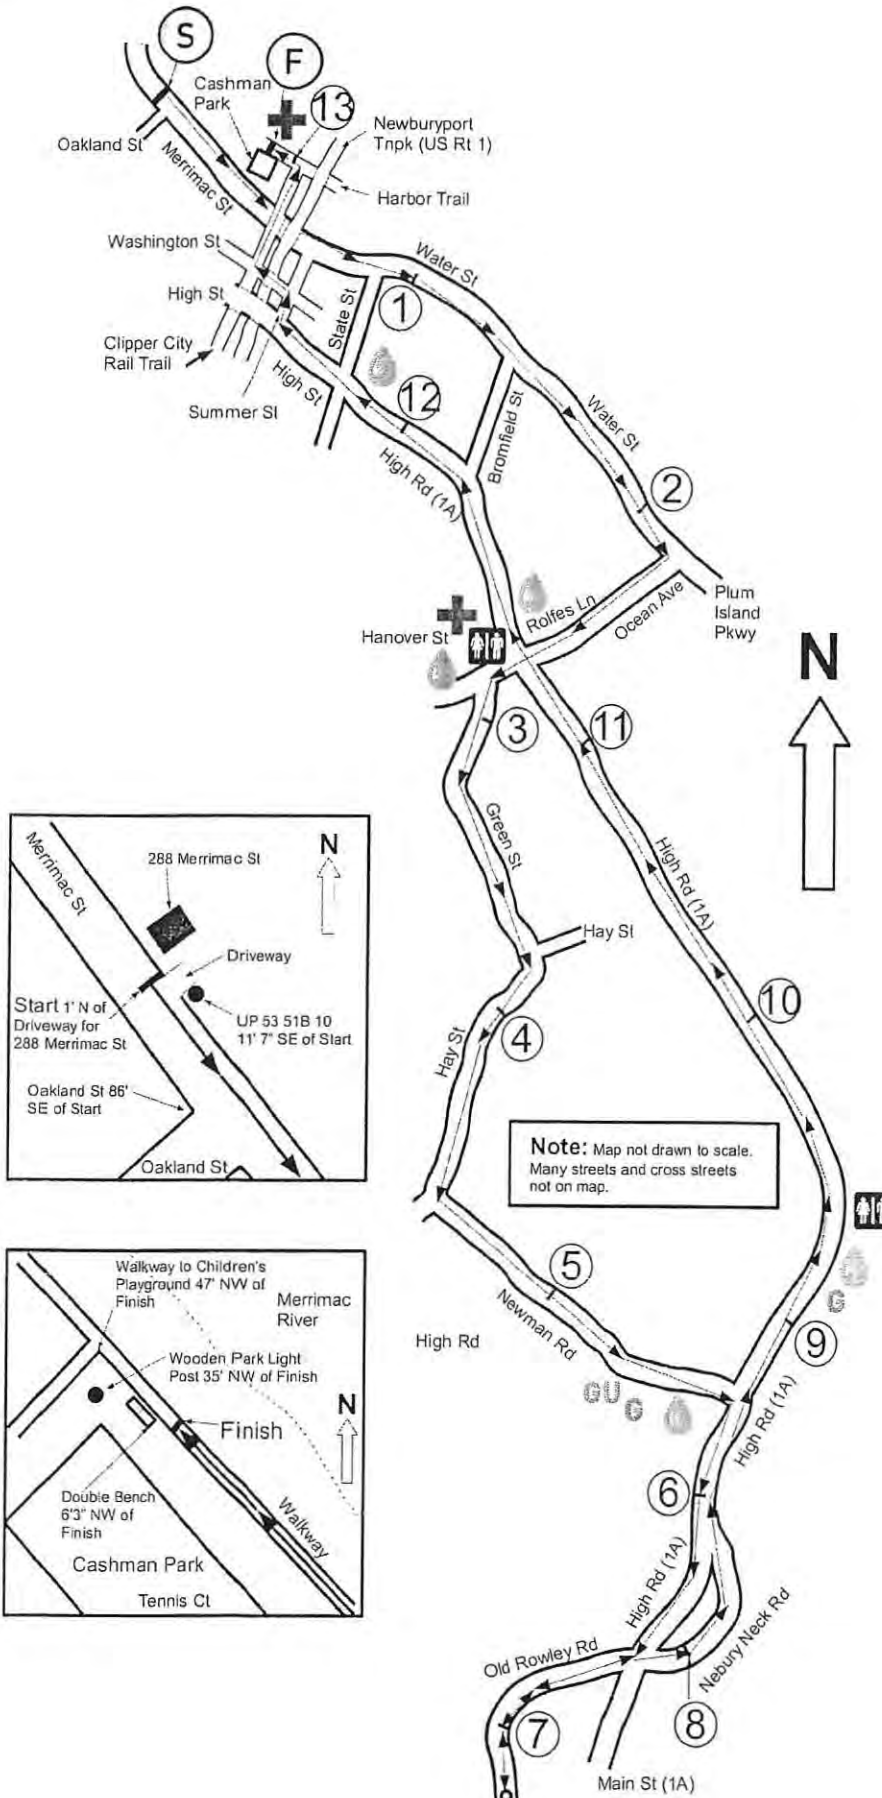 S
F
Cashman
Park
13
Newburyport
Tnpk (US Rt 1)
Oakland St
Merrimac St
Harbor Trail
Washington St
Water St
High St
State St
1
Clipper City
Rail Trail
High St
12
Summer St
Bromfield St
Water St
High Rd (1A)
2
Rolfes Ln
Ocean Ave
Plum
Island
Pkwy
Hanover St
N
3
11
Green St
High Rd (1A)
Hay St
10
4
Hay St
Merrimac St
288 Merrimac St
N
Driveway
Start 1' N of
Driveway for
288 Merrimac St
UP 53 51B 10
11' 7" SE of Start
Oakland St 86'
SE of Start
Oakland St
Note: Map not drawn to scale.
Many streets and cross streets
not on map.
5
Newman Rd
High Rd
G
9
GU
G
High Rd (1A)
6
High Rd (1A)
Nebury Neck Rd
Old Rowley Rd
7
8
Main St (1A)
Walkway to Children's
Playground 47' NW of
Finish
Merrimac
River
Wooden Park Light
Post 35' NW of Finish
N
Finish
Double Bench
6'3" NW of
Finish
Walkway
Cashman Park
Tennis Ct